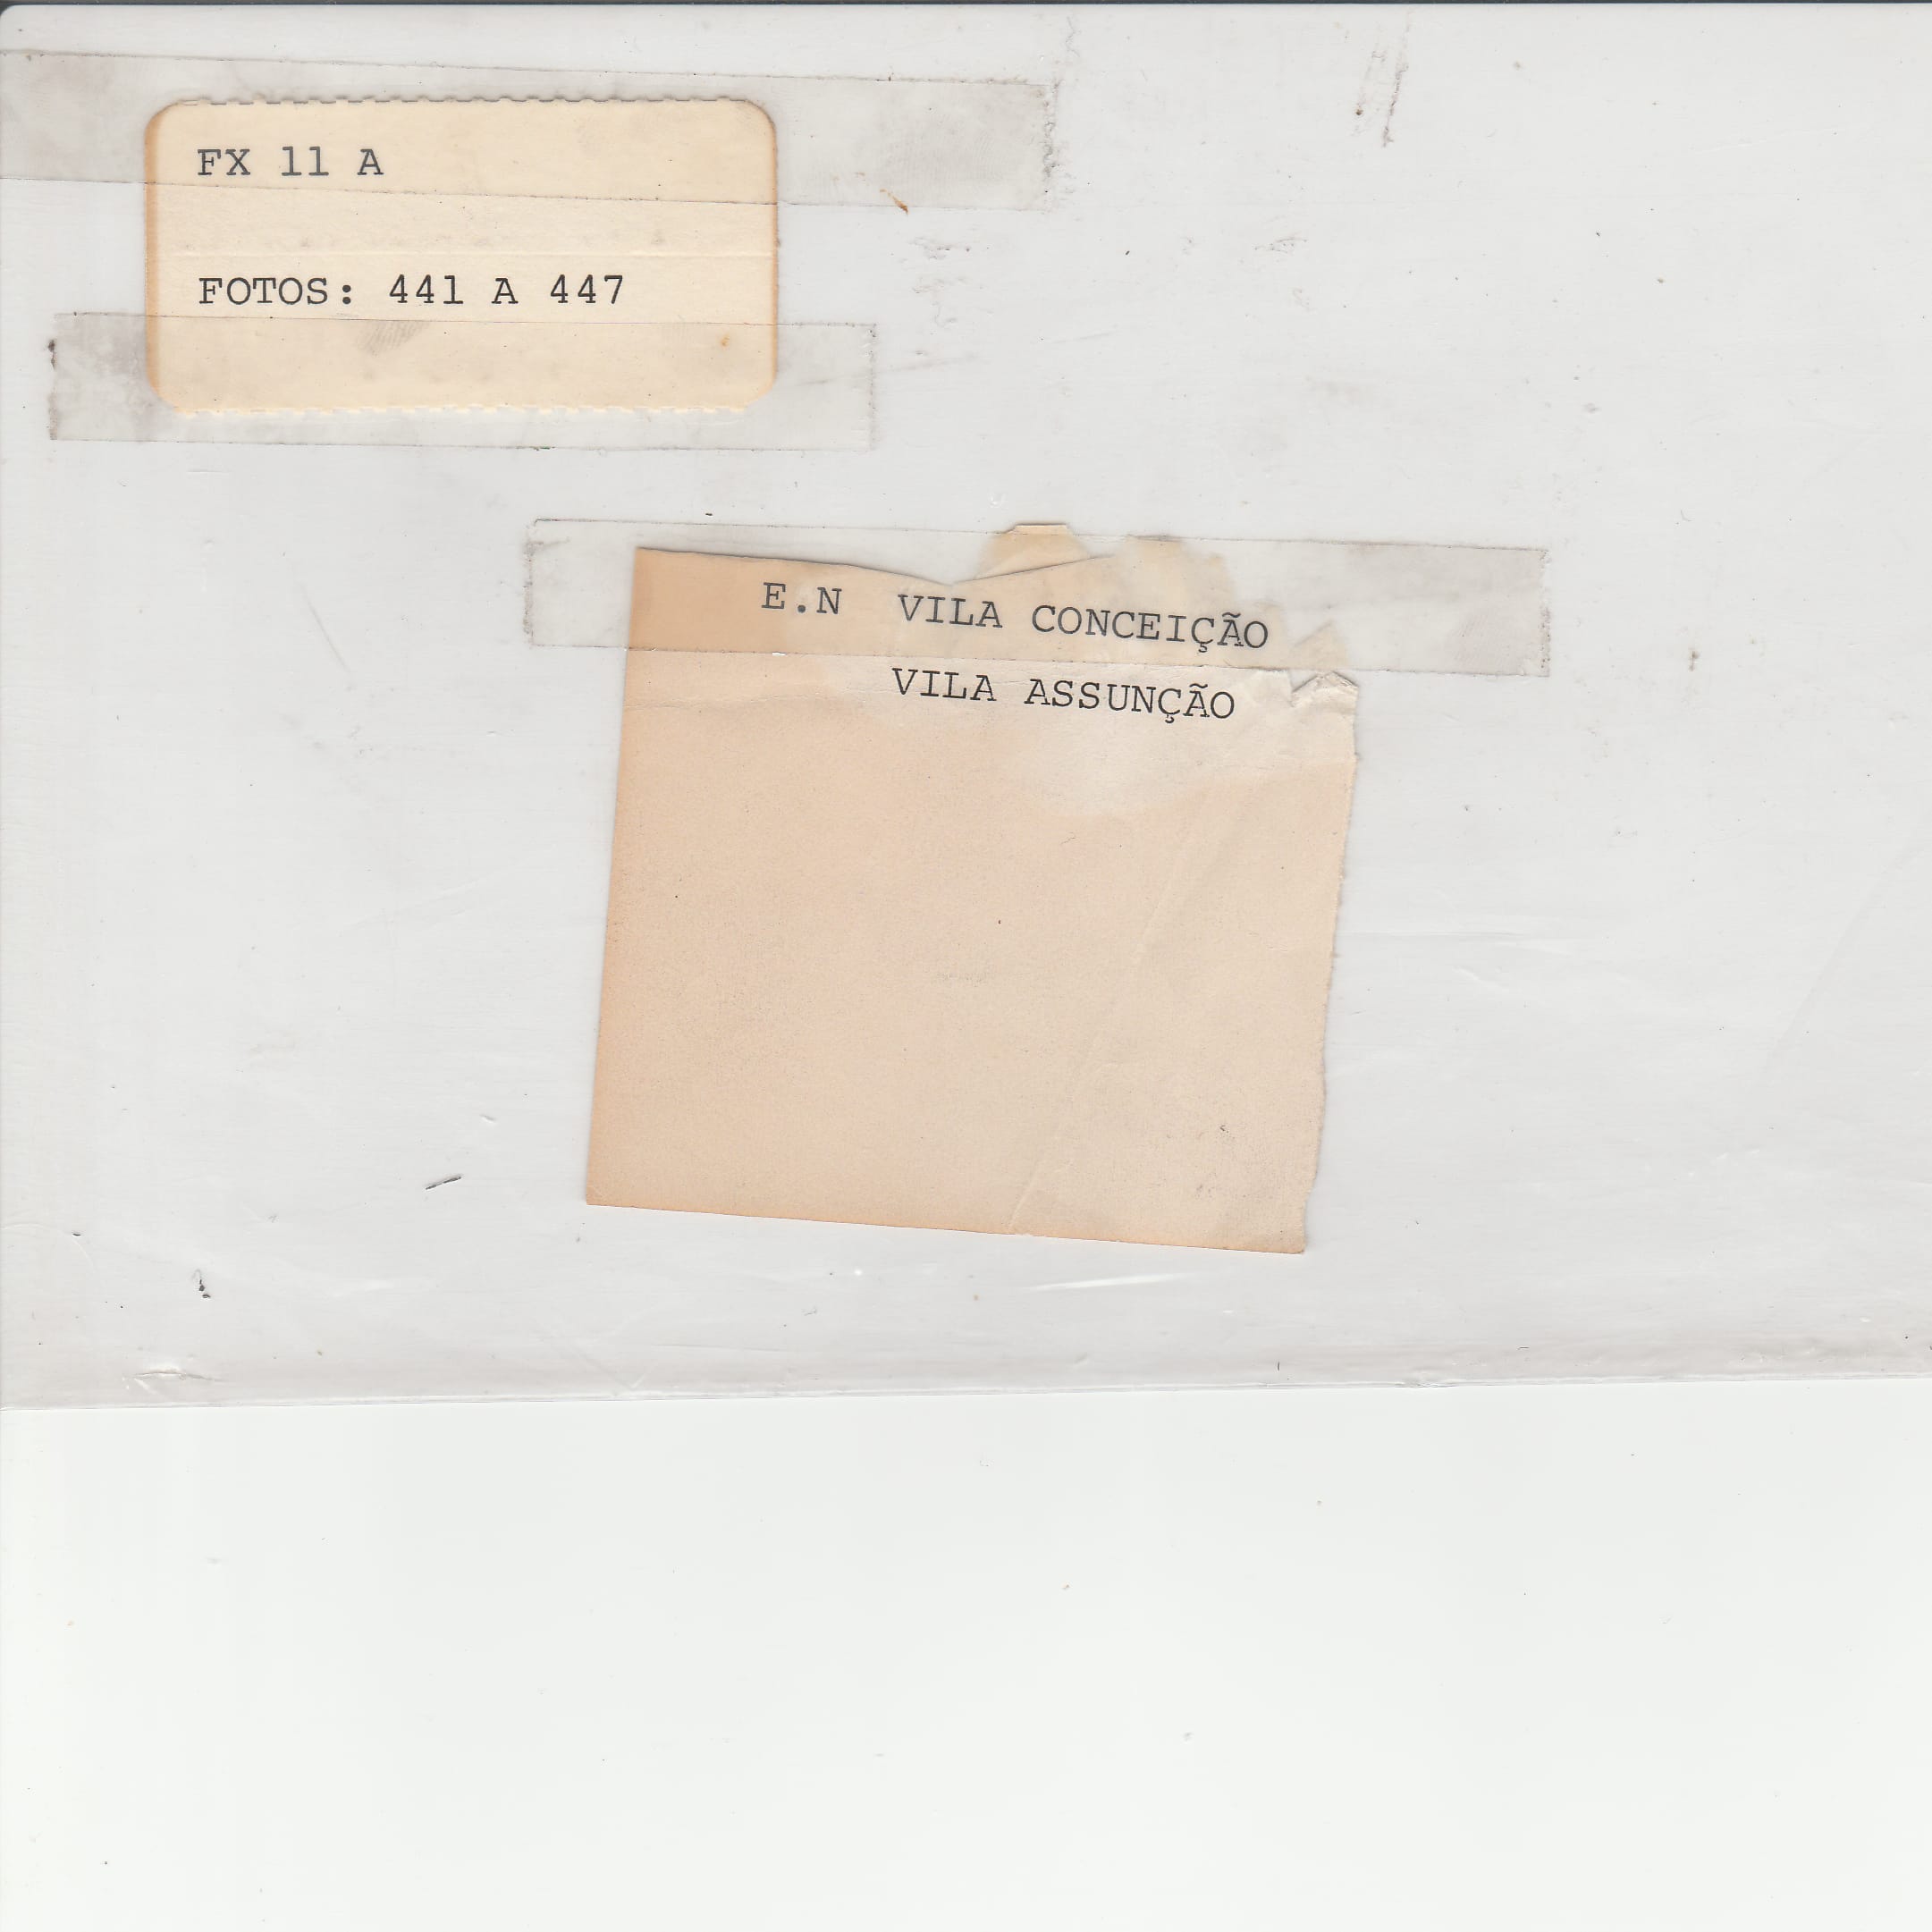 FX 11 A
FOTOS: 441 A 447
E.N VILA CONCEIÇÃO
VILA ASSUNÇÃO